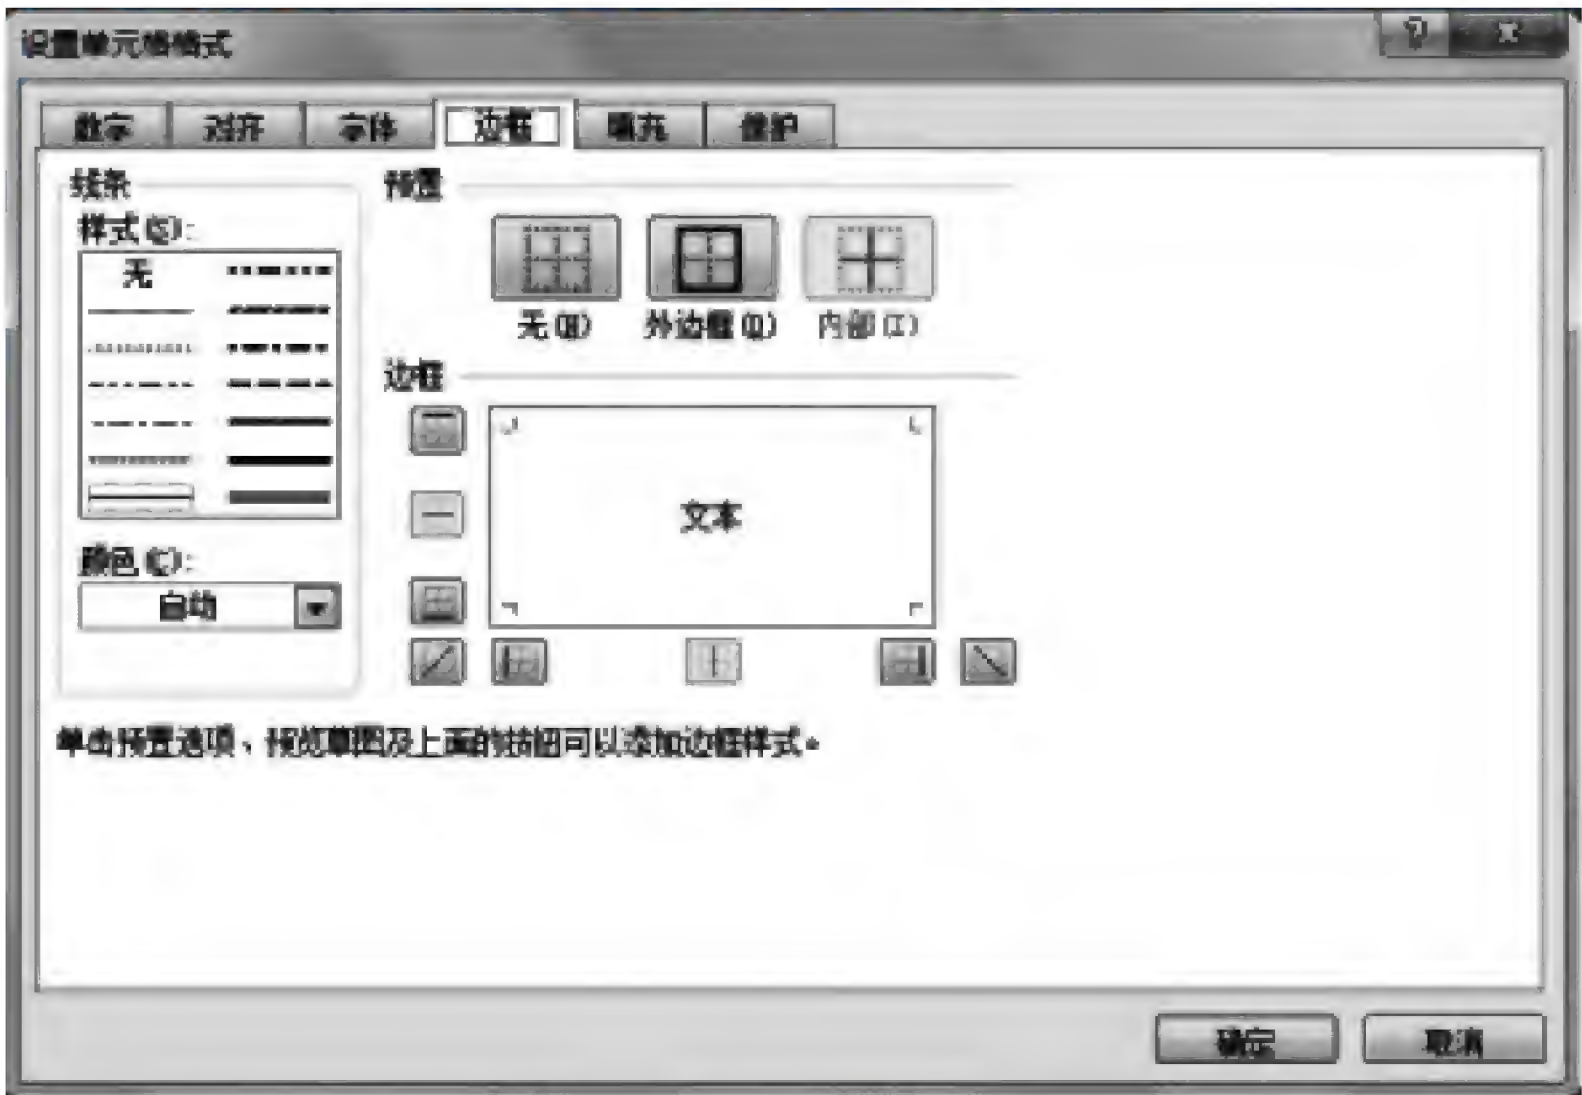 设置单元格格式
数字 对齐 字体 边框 填充 保护
线条
样式(S):
无
预置
无(N) 外边框(O) 内部(I)
边框
文本
颜色(C):
自动
单击预置选项、预览草图及上面的按钮可以添加边框样式。
确定 取消